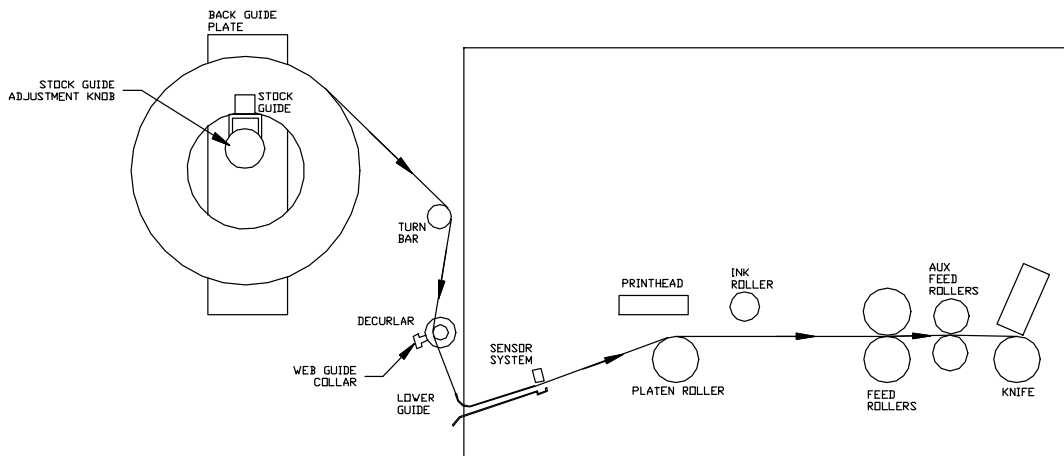 BACK GUIDE
PLATE
STOCK GUIDE
ADJUSTMENT KNOB
STOCK
GUIDE
TURN
BAR
DECURLAR
WEB GUIDE
COLLAR
LOWER
GUIDE
SENSOR
SYSTEM
PRINTHEAD
INK
ROLLER
PLATEN ROLLER
AUX
FEED
ROLLERS
FEED
ROLLERS
KNIFE